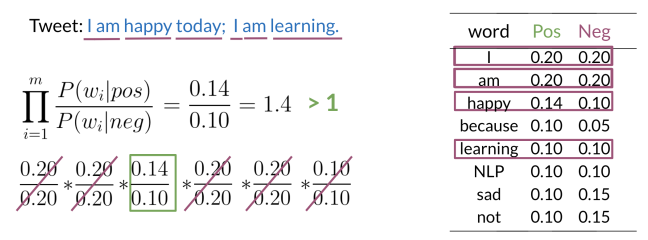 Tweet: I am happy today; I am learning.
∏_{i=1}^{m} P(w_i|pos) / P(w_i|neg) = 0.14 / 0.10 = 1.4 > 1
0.20/0.20 * 0.20/0.20 * 0.14/0.10 * 0.20/0.20 * 0.20/0.20 * 0.10/0.10
word Pos Neg
I 0.20 0.20
am 0.20 0.20
happy 0.14 0.10
because 0.10 0.05
learning 0.10 0.10
NLP 0.10 0.10
sad 0.10 0.15
not 0.10 0.15